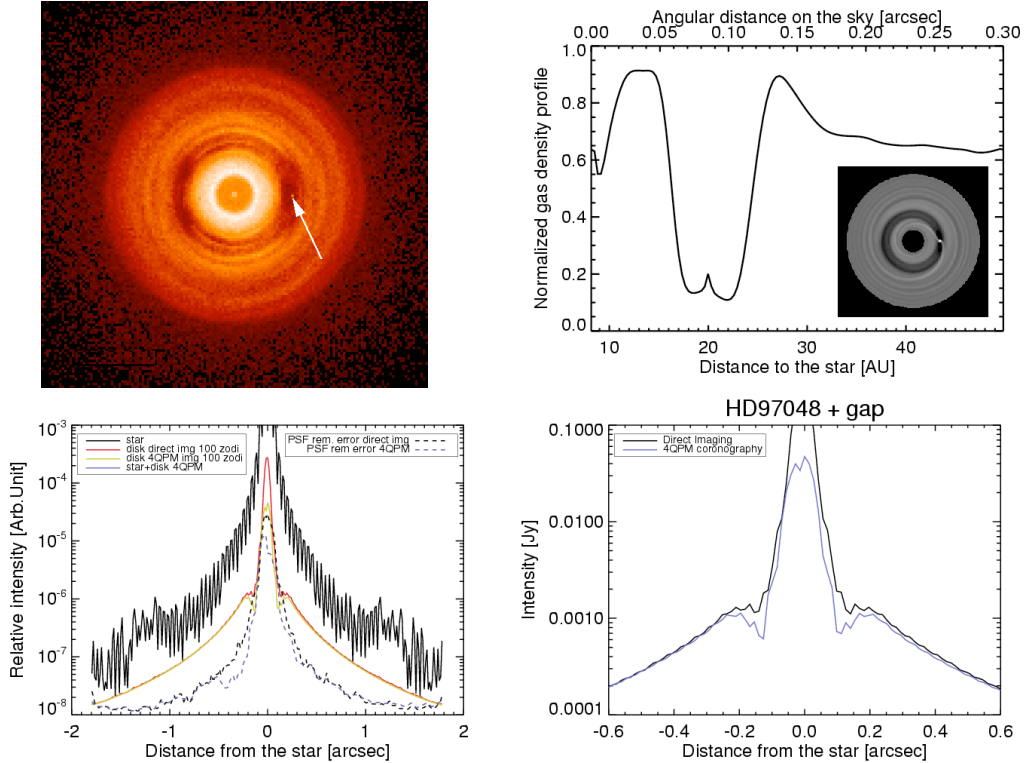 Angular distance on the sky [arcsec]
0.00 0.05 0.10 0.15 0.20 0.25 0.30
Normalized gas density profile
1.0
0.8
0.6
0.4
0.2
0.0
10 20 30 40
Distance to the star [AU]
Relative intensity [Arb. Unit]
10-3
10-4
10-5
10-6
10-7
10-8
star
disk direct img 100 zodi
disk 4QPM img 100 zodi
star+disk 4QPM
PSF rem. error direct img
PSF rem error 4QPM
-2 -1 0 1 2
Distance from the star [arcsec]
HD97048 + gap
Intensity [Jy]
0.1000
0.0100
0.0010
0.0001
Direct Imaging
4QPM coronography
-0.6 -0.4 -0.2 0.0 0.2 0.4 0.6
Distance from the star [arcsec]